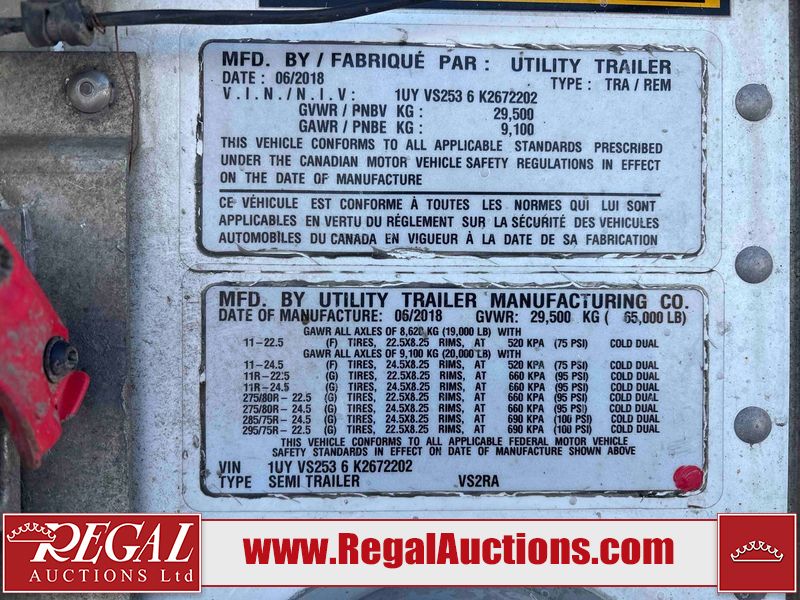 MFD. BY / FABRIQUÉ PAR : UTILITY TRAILER
DATE : 06/2018 TYPE : TRA / REM
V.I.N./N.I.V: 1UY VS253 6 K2672202
GVWR / PNBV KG : 29,500
GAWR / PNBE KG : 9,100
THIS VEHICLE CONFORMS TO ALL APPLICABLE STANDARDS PRESCRIBED
UNDER THE CANADIAN MOTOR VEHICLE SAFETY REGULATIONS IN EFFECT
ON THE DATE OF MANUFACTURE
CE VÉHICULE EST CONFORME À TOUTES LES NORMES QUI LUI SONT
APPLICABLES EN VERTU DU RÉGLEMENT SUR LA SÉCURITÉ DES VEHICULES
AUTOMOBILES DU CANADA EN VIGUEUR À LA DATE DE SA FABRICATION
MFD. BY UTILITY TRAILER MANUFACTURING CO.
DATE OF MANUFACTURE: 06/2018 GVWR: 29,500 KG ( 65,000 LB)
GAWR ALL AXLES OF 8,620 KG (19,000 LB) WITH
11-22.5 (F) TIRES, 22.5X8.25 RIMS, AT 520 KPA (75 PSI) COLD DUAL
GAWR ALL AXLES OF 9,100 KG (20,000 LB) WITH
11-24.5 (F) TIRES, 24.5X8.25 RIMS, AT 520 KPA (75 PSI) COLD DUAL
11R-22.5 (G) TIRES, 22.5X8.25 RIMS, AT 660 KPA (95 PSI) COLD DUAL
11R-24.5 (G) TIRES, 24.5X8.25 RIMS, AT 660 KPA (95 PSI) COLD DUAL
275/80R-22.5 (G) TIRES, 22.5X8.25 RIMS, AT 660 KPA (95 PSI) COLD DUAL
275/80R-24.5 (G) TIRES, 24.5X8.25 RIMS, AT 660 KPA (95 PSI) COLD DUAL
285/75R-24.5 (G) TIRES, 24.5X8.25 RIMS, AT 690 KPA (100 PSI) COLD DUAL
295/75R-22.5 (G) TIRES, 22.5X8.25 RIMS, AT 690 KPA (100 PSI) COLD DUAL
THIS VEHICLE CONFORMS TO ALL APPLICABLE FEDERAL MOTOR VEHICLE
SAFETY STANDARDS IN EFFECT ON DATE OF MANUFACTURE SHOWN ABOVE
VIN 1UY VS253 6 K2672202
TYPE SEMI TRAILER VS2RA
REGAL
AUCTIONS Ltd
www.RegalAuctions.com